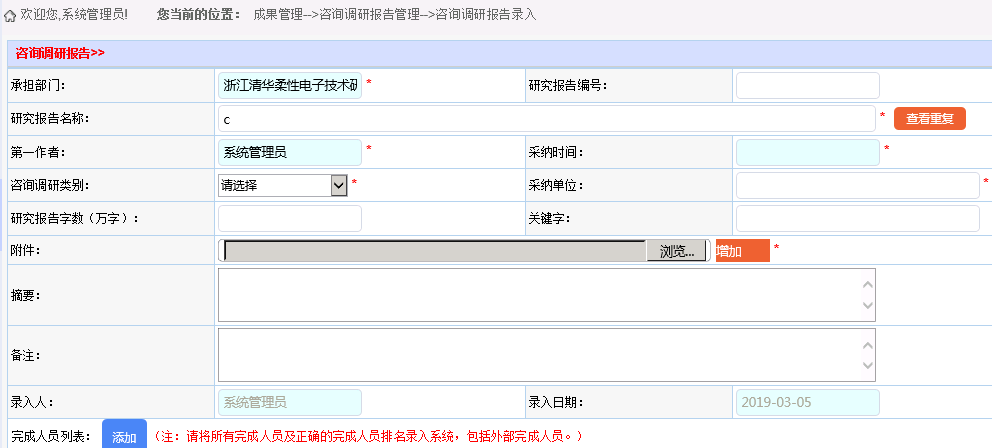 欢迎您,系统管理员! 您当前的位置： 成果管理-->咨询调研报告管理-->咨询调研报告录入
咨询调研报告>>
承担部门： 浙江清华柔性电子技术研 * 研究报告编号：
研究报告名称： c * 查看重复
第一作者： 系统管理员 * 采纳时间： *
咨询调研类别： 请选择 * 采纳单位： *
研究报告字数（万字）： 关键字：
附件： 浏览... 增加 *
摘要：
备注：
录入人： 系统管理员 录入日期： 2019-03-05
完成人员列表： 添加 （注：请将所有完成人员及正确的完成人员排名录入系统，包括外部完成人员。）